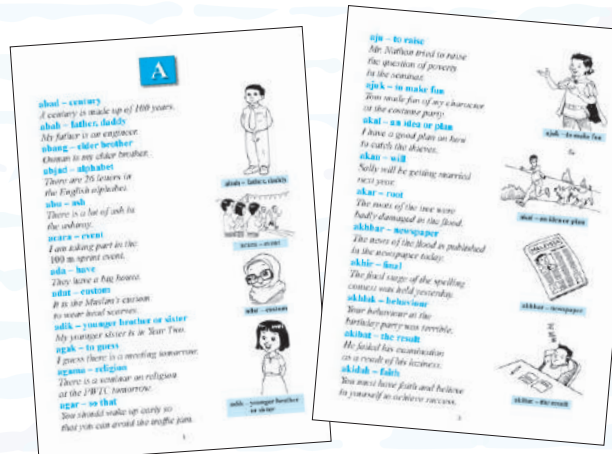 A
abad – century
A century is made up of 100 years.
abah – father, daddy
My father is an engineer.
abang – elder brother
Osman is my elder brother.
abjad – alphabet
There are 26 letters in
the English alphabet.
abu – ash
There is a lot of ash in
the ashtray.
acara – event
I am taking part in the
100 m sprint event.
ada – have
They have a big house.
adat – custom
It is the Muslim's custom
to wear head scarves.
adik – younger brother or sister
My younger sister is in Year Two.
agak – to guess
I guess there is a meeting tomorrow.
agama – religion
There is a seminar on religion
at the PWTC tomorrow.
agar – so that
You should wake up early so
that you can avoid the traffic jam.
abah – father, daddy
acara – event
adat – custom
adik – younger brother
or sister
1
aju – to raise
Mr. Nathan tried to raise
the question of poverty
in the seminar.
ajuk – to make fun
Tom made fun of my character
at the costume party.
akal – an idea or plan
I have a good plan on how
to catch the thieves.
akan – will
Sally will be getting married
next year.
akar – root
The roots of the tree were
badly damaged in the flood.
akhbar – newspaper
The news of the flood is published
in the newspaper today.
akhir – final
The final stage of the spelling
contest was held yesterday.
akhlak – behaviour
Your behaviour at the
birthday party was terrible.
akibat – the result
He failed his examination
as a result of his laziness.
akidah – faith
You must have faith and believe
in yourself to achieve success.
ajuk – to make fun
akal – an idea or plan
akhbar – newspaper
akibat – the result